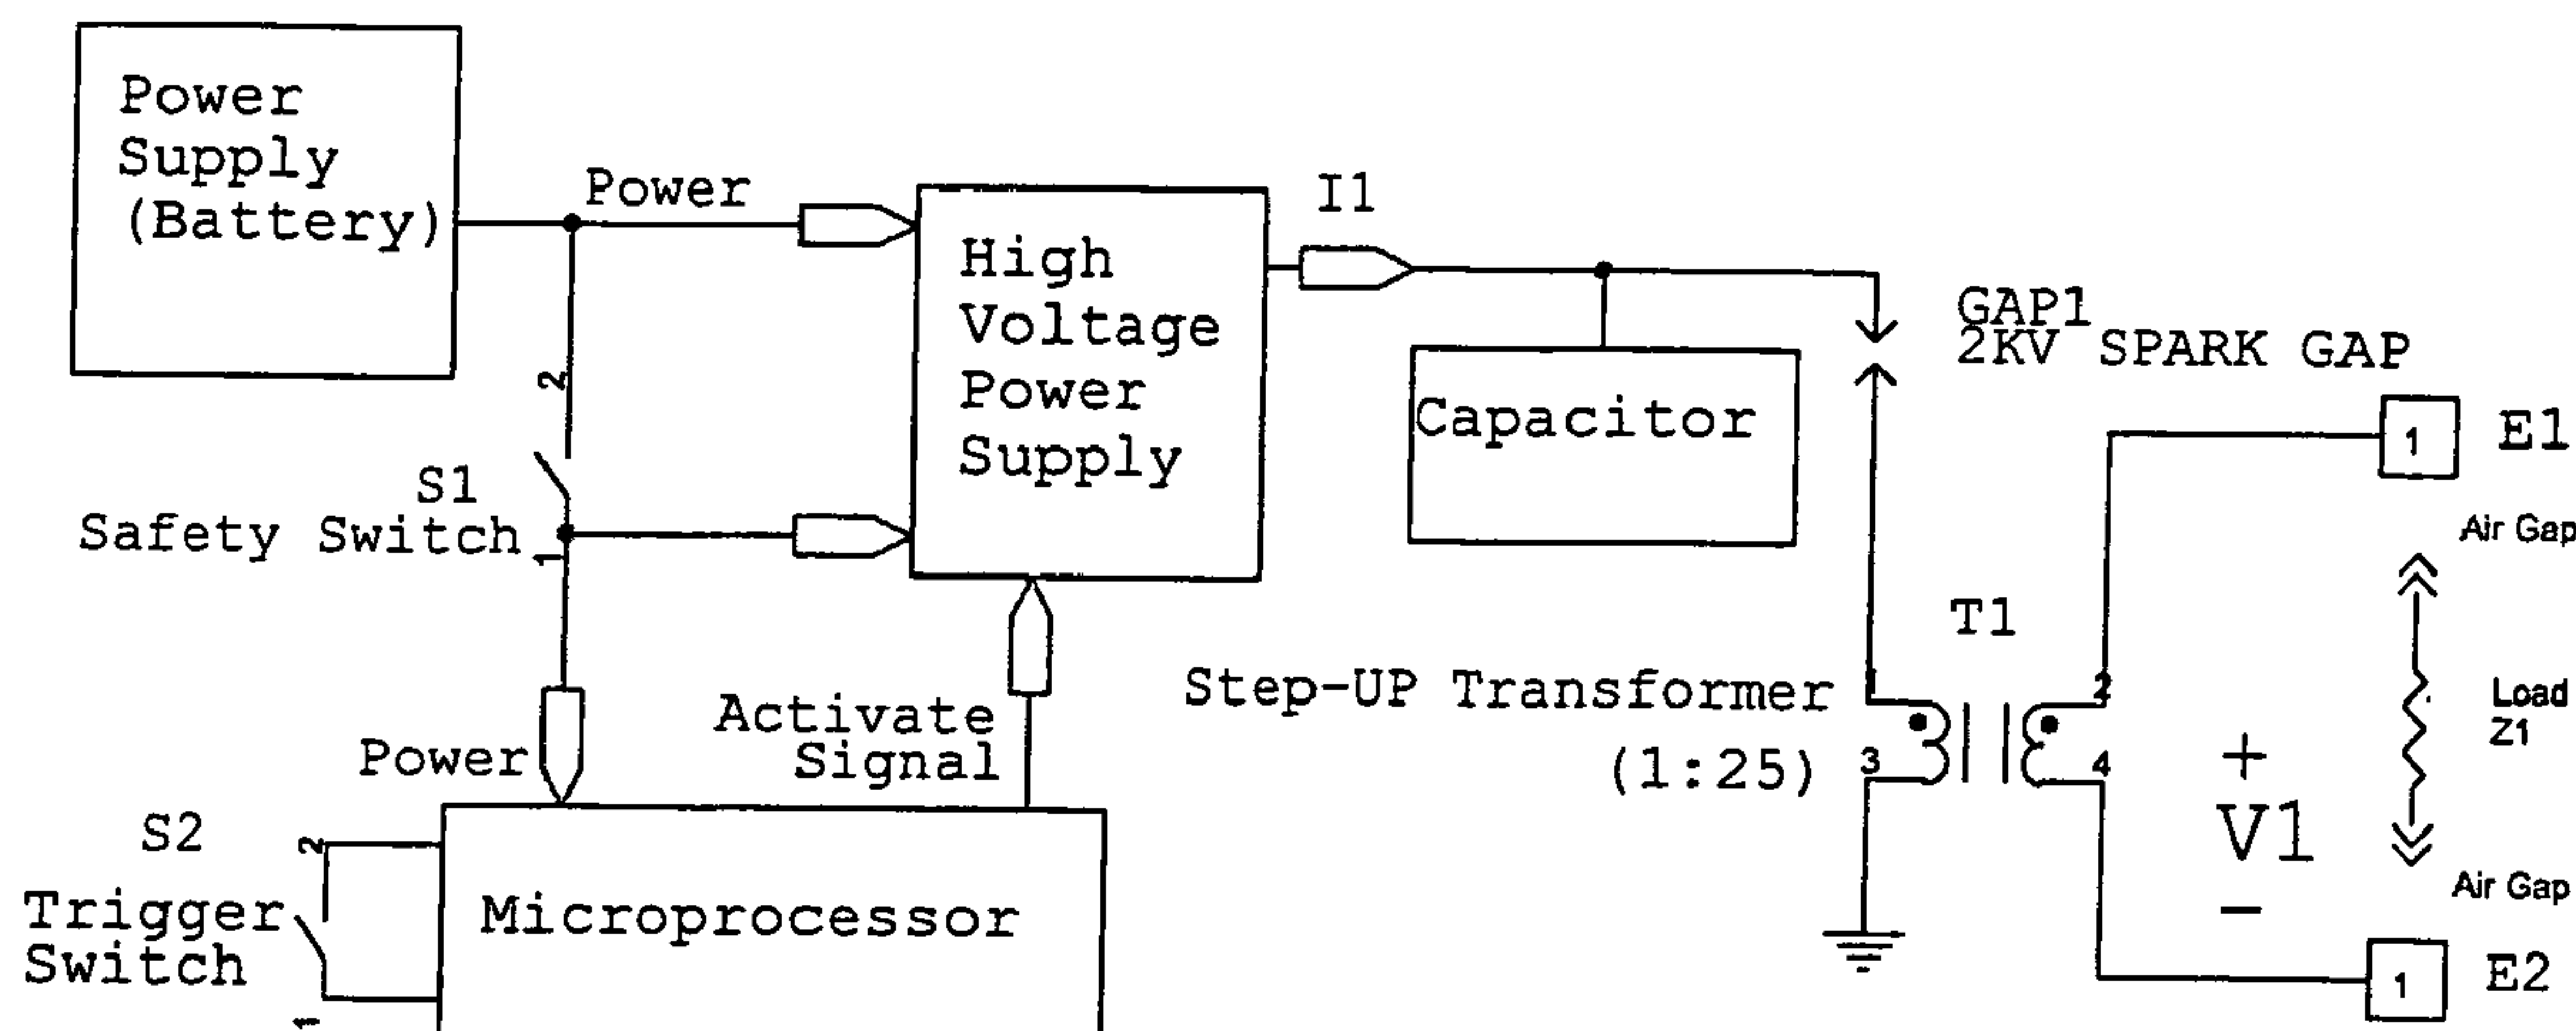 Power
Supply
(Battery)
Power
2
S1
Safety Switch
1
High
Voltage
Power
Supply
I1
Capacitor
GAP1
2KV SPARK GAP
1
E1
Air Gap
T1
Step-UP Transformer
(1:25)
1
3
2
4
+
V1
-
Load
Z1
Air Gap
1
E2
Activate
Signal
Power
S2
Trigger
Switch
2
1
Microprocessor